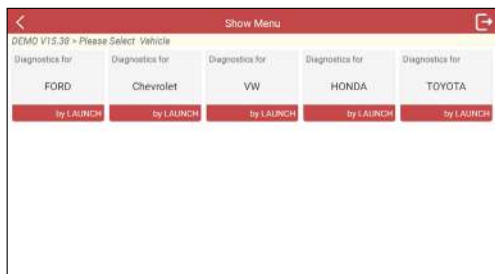 Show Menu
DEMO V15.38 > Please Select Vehicle
Diagnostics for Diagnostics for Diagnostics for Diagnostics for Diagnostics for
FORD Chevrolet VW HONDA TOYOTA
by LAUNCH by LAUNCH by LAUNCH by LAUNCH by LAUNCH